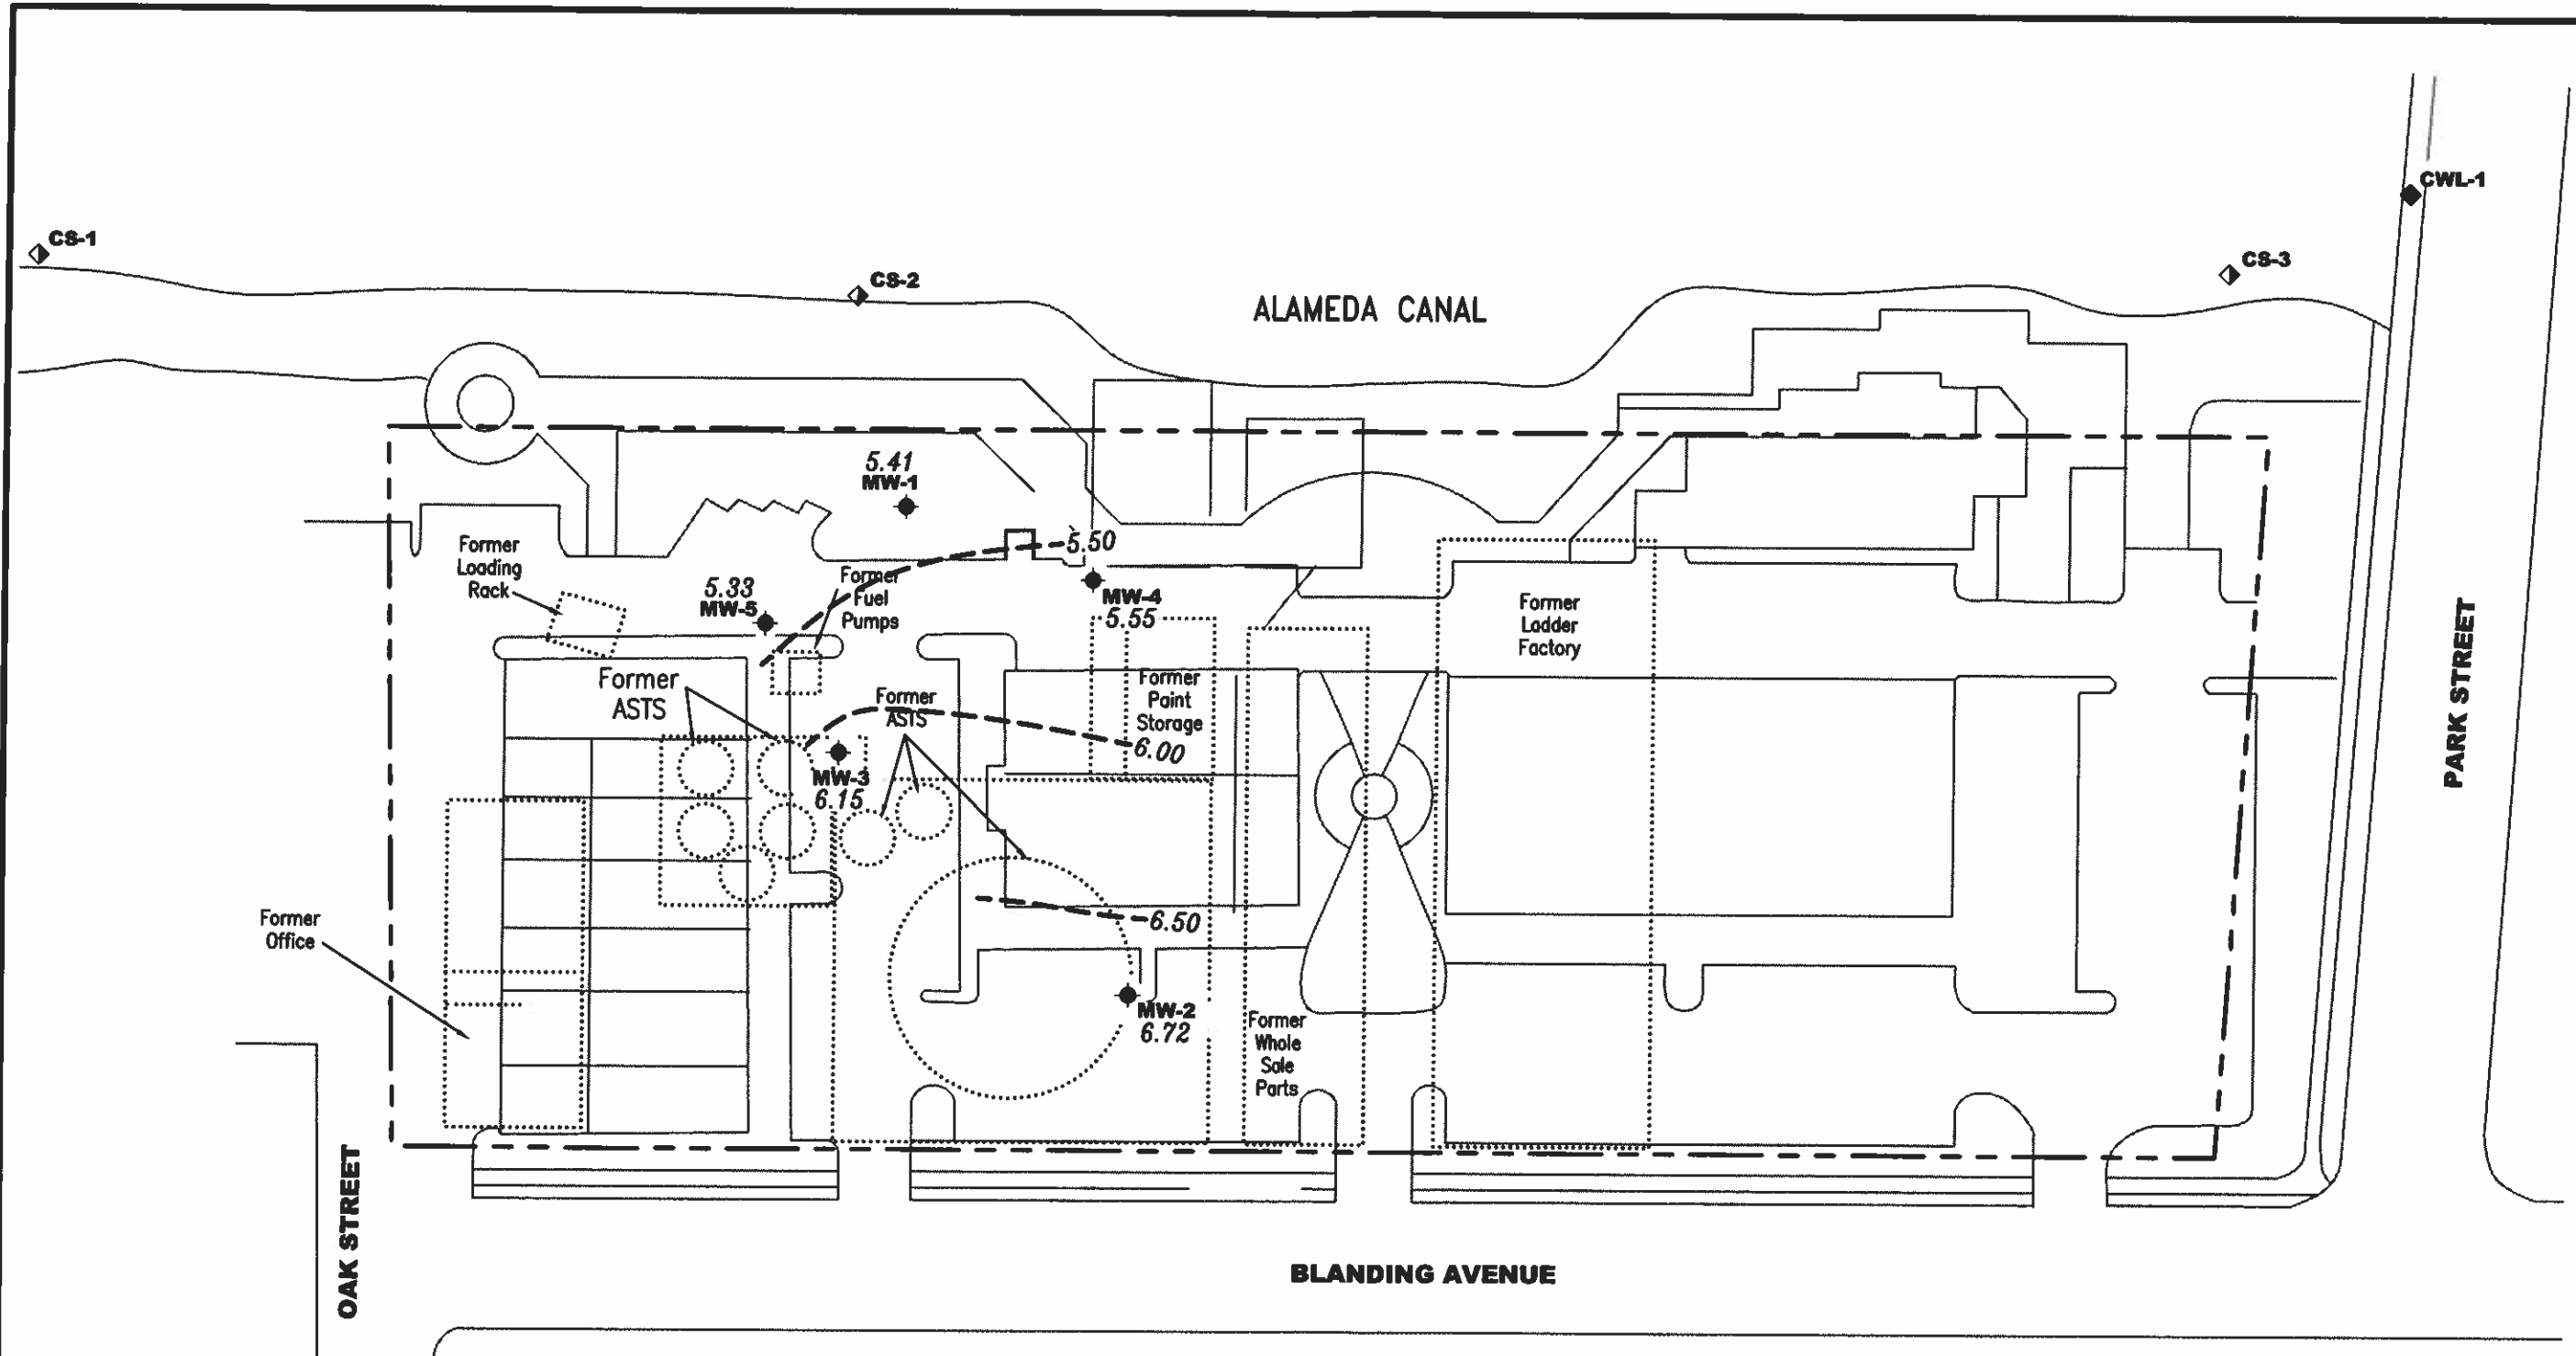 CWL-1
CS-1
CS-3
CS-2
ALAMEDA CANAL
5.41
MW-1
5.50
Former
Loading
Rack
5.33
MW-5
Former
Fuel
Pumps
MW-4
5.55
Former
Ladder
Factory
PARK STREET
Former
ASTS
Former
ASTS
Former
Paint
Storage
6.00
MW-3
6.15
6.50
Former
Office
MW-2
6.72
Former
Whole
Sale
Parts
OAK STREET
BLANDING AVENUE